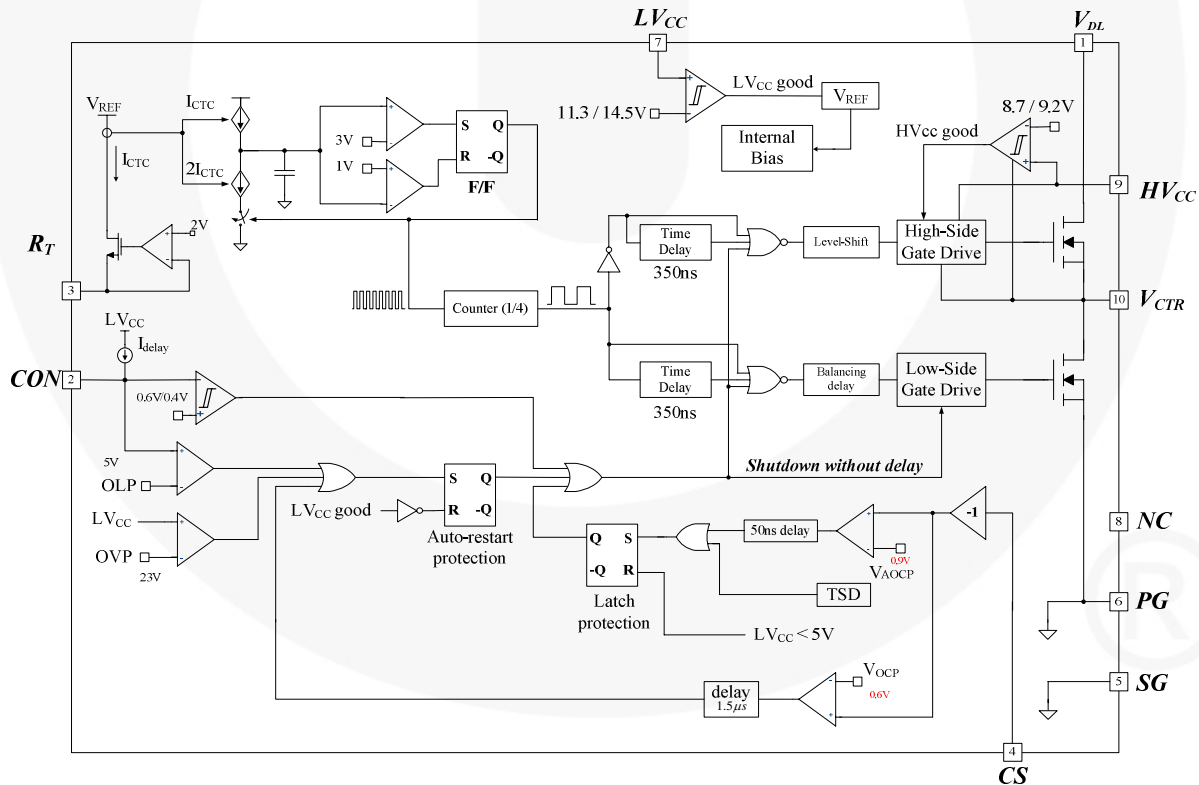 LVCC
VDL
7
1
VREF
ICTC
ICTC
2ICTC
3V
1V
S
Q
R
-Q
F/F
LVCC good
VREF
11.3 / 14.5V
Internal
Bias
8.7 / 9.2V
HVcc good
9
HVCC
RT
2V
3
Time
Delay
350ns
Level-Shift
High-Side
Gate Drive
10
VCTR
Counter (1/4)
LVCC
Idelay
CON
2
0.6V/0.4V
Time
Delay
350ns
Balancing
delay
Low-Side
Gate Drive
5V
OLP
LVCC
OVP
23V
S
Q
R
-Q
LVCC good
Auto-restart
protection
Shutdown without delay
Q
S
-Q
R
Latch
protection
50ns delay
-1
0.9V
VAOCP
TSD
LVCC < 5V
8
NC
6
PG
5
SG
delay
1.5μs
VOCP
0.6V
4
CS
®